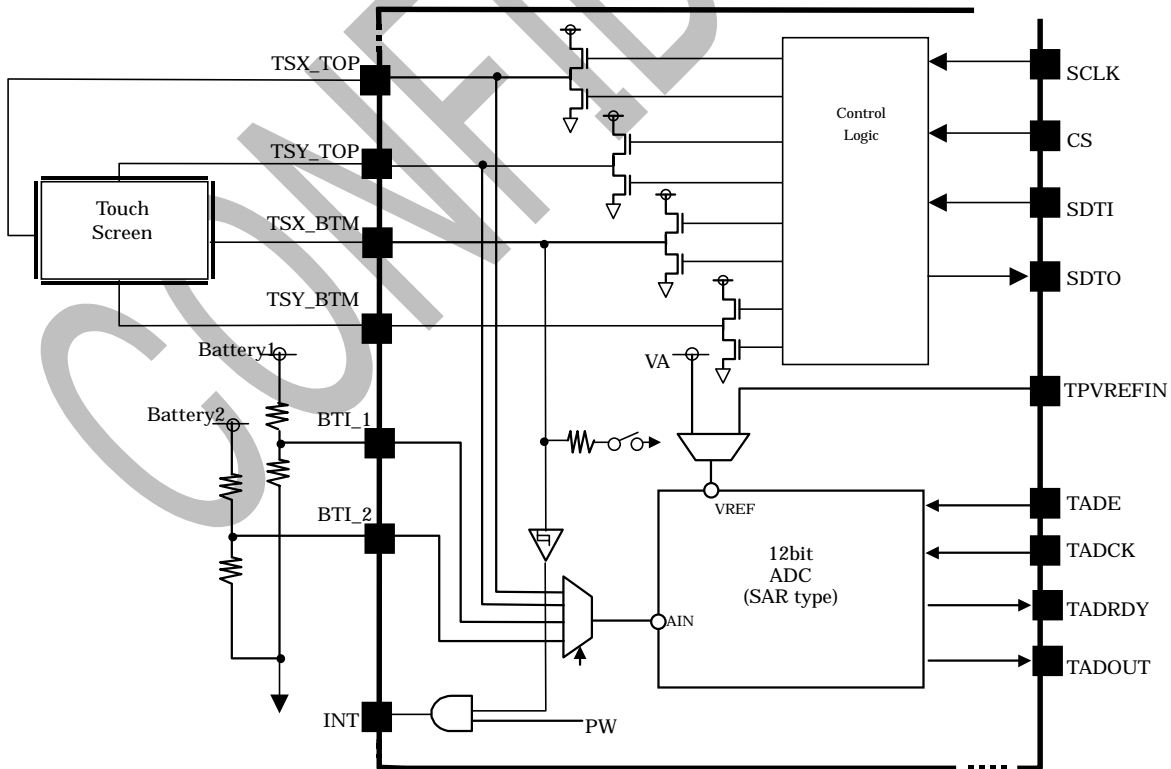 CONFID
TSX_TOP
TSY_TOP
TSX_BTM
TSY_BTM
Touch
Screen
Battery1
Battery2
BTI_1
BTI_2
INT
PW
VA
Control
Logic
VREF
AIN
12bit
ADC
(SAR type)
SCLK
CS
SDTI
SDTO
TPVREFIN
TADE
TADCK
TADRDY
TADOUT